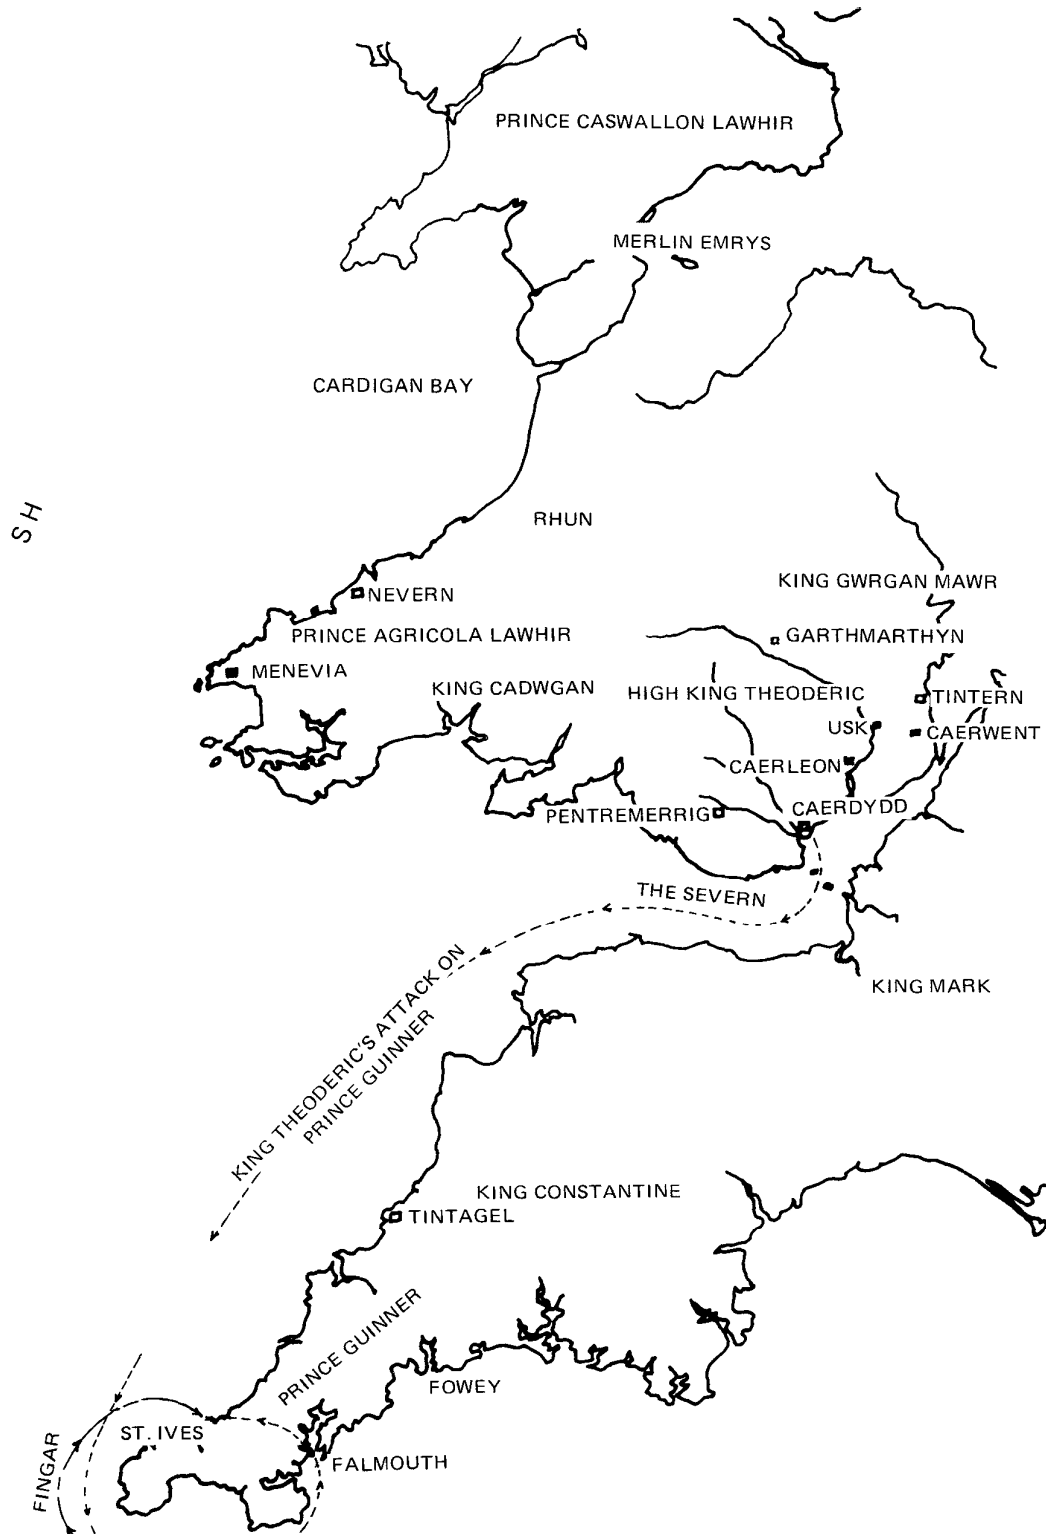 PRINCE CASWALLON LAWHIR
MERLIN EMRYS
CARDIGAN BAY
SH
RHUN
KING GWRGAN MAWR
NEVERN
PRINCE AGRICOLA LAWHIR
GARTHMARTHYN
MENEVIA
KING CADWGAN
HIGH KING THEODERIC
TINTERN
USK
CAERWENT
CAERLEON
PENTREMERRIG
CAERDYDD
THE SEVERN
KING MARK
KING THEODERIC'S ATTACK ON
PRINCE GUINNER
KING CONSTANTINE
TINTAGEL
PRINCE GUINNER
FOWEY
ST. IVES
FALMOUTH
FINGAR